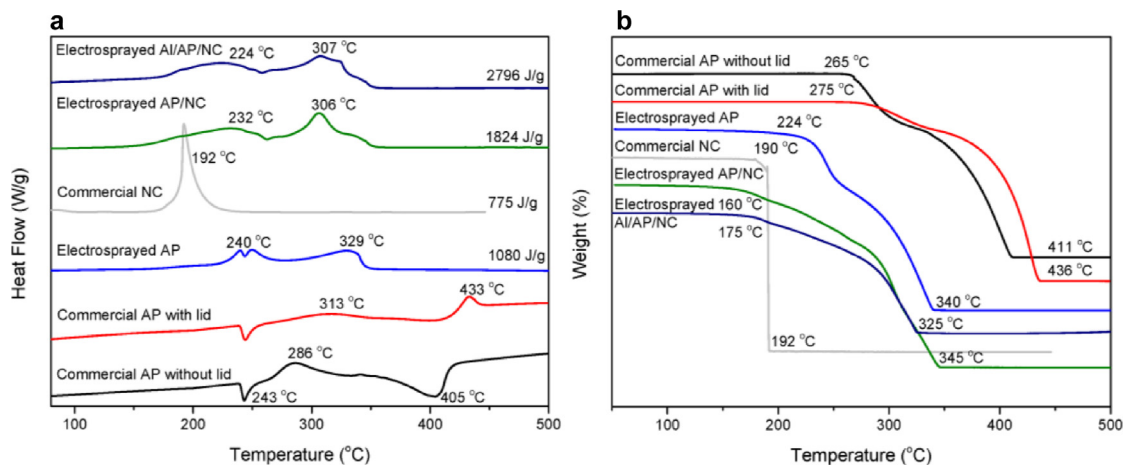 a
Electrosprayed Al/AP/NC
224 °C
307 °C
2796 J/g
Electrosprayed AP/NC
232 °C
306 °C
1824 J/g
192 °C
Commercial NC
775 J/g
Electrosprayed AP
240 °C
329 °C
1080 J/g
Commercial AP with lid
313 °C
433 °C
Commercial AP without lid
286 °C
243 °C
405 °C
Heat Flow (W/g)
100
200
300
400
500
Temperature (°C)
b
Commercial AP without lid
265 °C
Commercial AP with lid
275 °C
Electrosprayed AP
224 °C
Commercial NC
190 °C
Electrosprayed AP/NC
160 °C
Electrosprayed
Al/AP/NC
175 °C
411 °C
436 °C
340 °C
325 °C
192 °C
345 °C
Weight (%)
100
200
300
400
500
Temperature (°C)